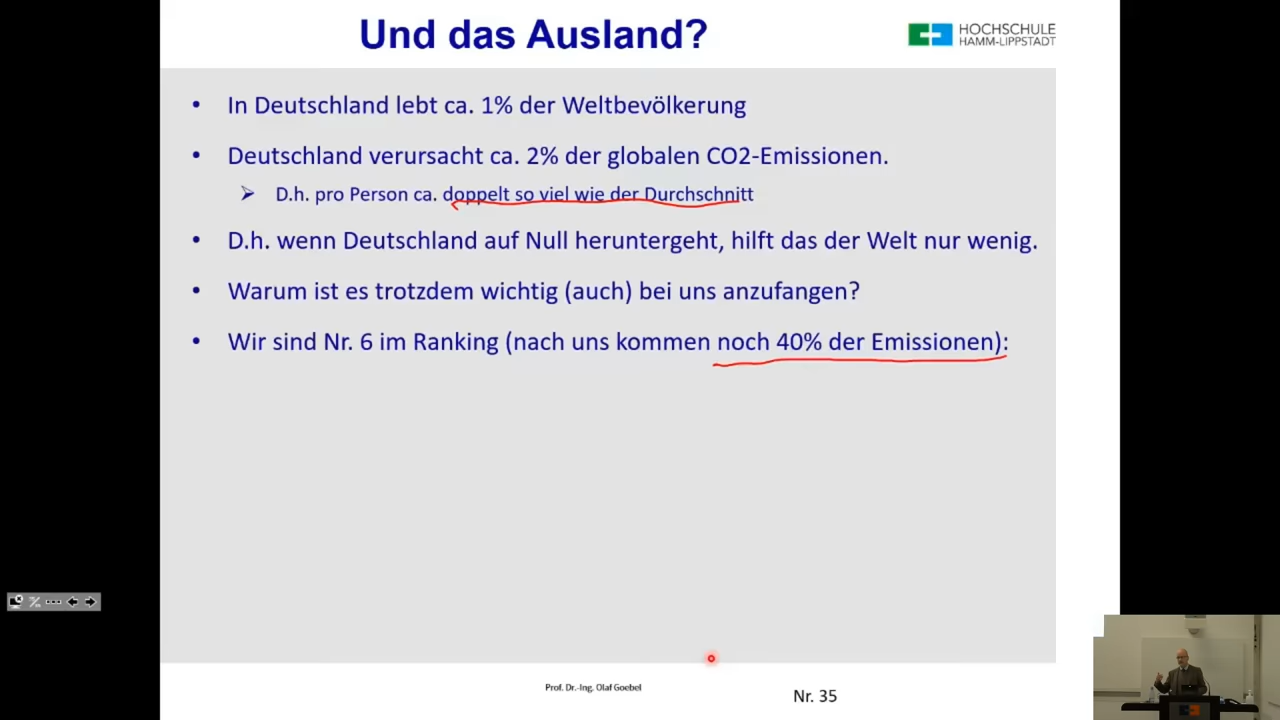 Und das Ausland?
HOCHSCHULE
HAMM-LIPPSTADT
• In Deutschland lebt ca. 1% der Weltbevölkerung
• Deutschland verursacht ca. 2% der globalen CO2-Emissionen.
➢ D.h. pro Person ca. doppelt so viel wie der Durchschnitt
• D.h. wenn Deutschland auf Null heruntergeht, hilft das der Welt nur wenig.
• Warum ist es trotzdem wichtig (auch) bei uns anzufangen?
• Wir sind Nr. 6 im Ranking (nach uns kommen noch 40% der Emissionen):
Prof. Dr.-Ing. Olaf Goebel
Nr. 35